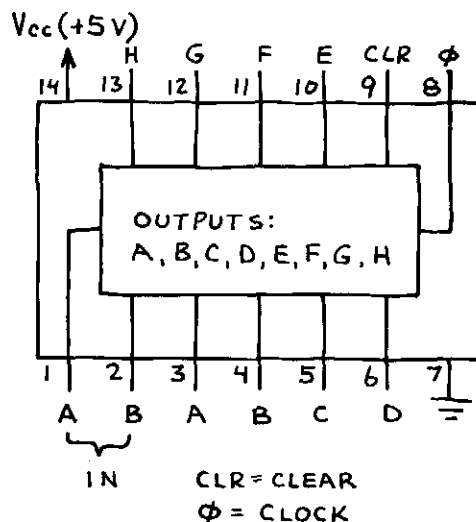 Vcc (+5V)
H G F E CLR ϕ
14 13 12 11 10 9 8
OUTPUTS:
A, B, C, D, E, F, G, H
1 2 3 4 5 6 7
A B A B C D
IN
CLR = CLEAR
ϕ = CLOCK